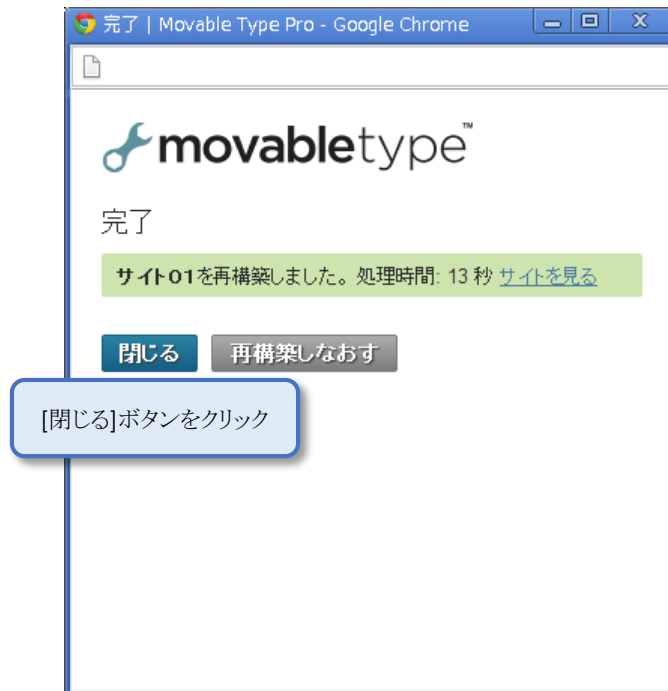 完了 | Movable Type Pro - Google Chrome
movabletype™
完了
サイト01を再構築しました。処理時間: 13 秒 サイトを見る
閉じる 再構築しなおす
[閉じる]ボタンをクリック